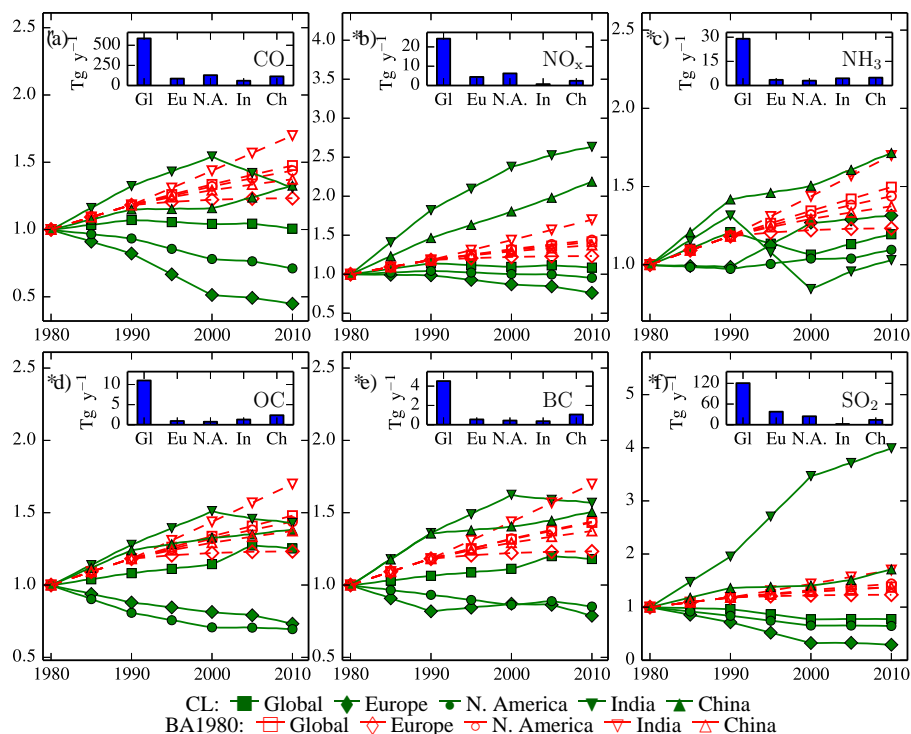 *a) CO *b) NOx *c) NH3
Tg y−1 Tg y−1 Tg y−1
500 250 0 20 10 0 30 15 0
Gl Eu N.A. In Ch Gl Eu N.A. In Ch Gl Eu N.A. In Ch
2.5 2.0 1.5 1.0 0.5
4.0 3.5 3.0 2.5 2.0 1.5 1.0 0.5
2.5 2.0 1.5 1.0
1980 1990 2000 2010 1980 1990 2000 2010 1980 1990 2000 2010
*d) OC *e) BC *f) SO2
Tg y−1 Tg y−1 Tg y−1
10 5 0 4 2 0 120 60 0
Gl Eu N.A. In Ch Gl Eu N.A. In Ch Gl Eu N.A. In Ch
2.5 2.0 1.5 1.0 0.5
2.5 2.0 1.5 1.0 0.5
5 4 3 2 1 0
1980 1990 2000 2010 1980 1990 2000 2010 1980 1990 2000 2010
CL: Global Europe N. America India China
BA1980: Global Europe N. America India China